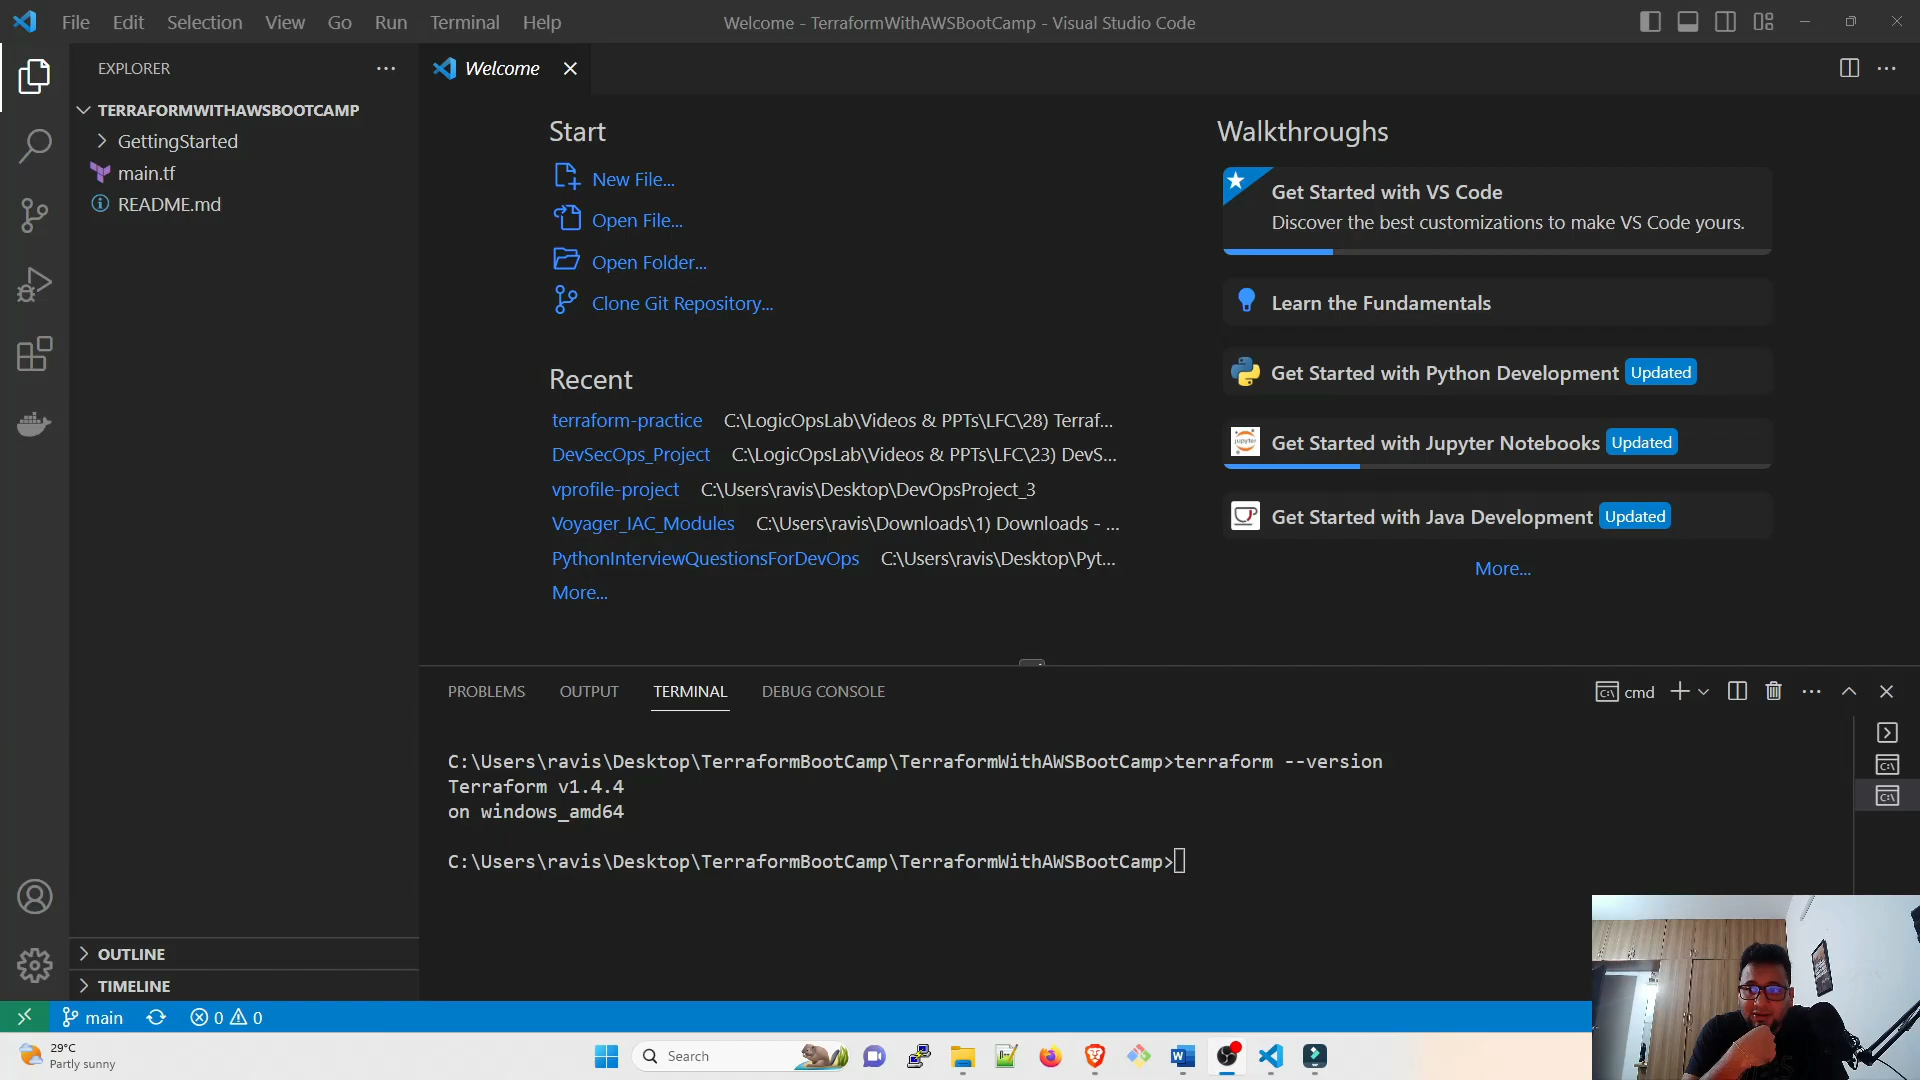 File Edit Selection View Go Run Terminal Help
Welcome - TerraformWithAWSBootCamp - Visual Studio Code
EXPLORER
TERRAFORMWITHAWSBOOTCAMP
GettingStarted
main.tf
README.md
OUTLINE
TIMELINE
Welcome
Start
New File...
Open File...
Open Folder...
Clone Git Repository...
Recent
terraform-practice C:\LogicOpsLab\Videos & PPTs\LFC\28) Terraf...
DevSecOps_Project C:\LogicOpsLab\Videos & PPTs\LFC\23) DevS...
vprofile-project C:\Users\ravis\Desktop\DevOpsProject_3
Voyager_IAC_Modules C:\Users\ravis\Downloads\1) Downloads - ...
PythonInterviewQuestionsForDevOps C:\Users\ravis\Desktop\Pyt...
More...
Walkthroughs
Get Started with VS Code
Discover the best customizations to make VS Code yours.
Learn the Fundamentals
Get Started with Python Development Updated
Get Started with Jupyter Notebooks Updated
Get Started with Java Development Updated
More...
PROBLEMS OUTPUT TERMINAL DEBUG CONSOLE
cmd
C:\Users\ravis\Desktop\TerraformBootCamp\TerraformWithAWSBootCamp>terraform --version
Terraform v1.4.4
on windows_amd64
C:\Users\ravis\Desktop\TerraformBootCamp\TerraformWithAWSBootCamp>
main 0 0
29°C
Partly sunny
Search